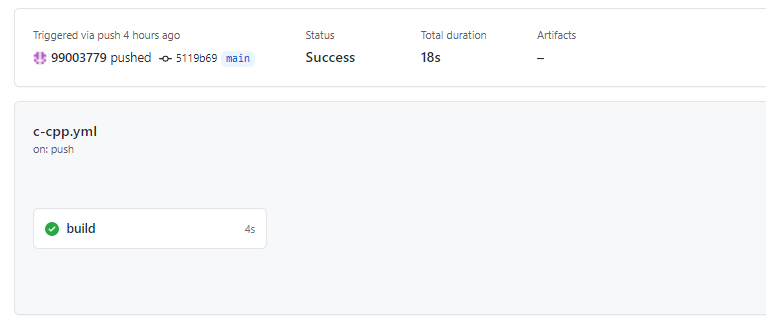 Triggered via push 4 hours ago
99003779 pushed 5119b69 main
Status
Success
Total duration
18s
Artifacts
–
c-cpp.yml
on: push
build 4s